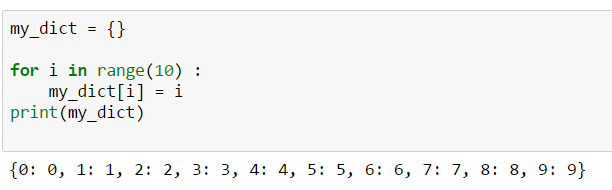 my_dict = {}
for i in range(10) :
    my_dict[i] = i
print(my_dict)
{0: 0, 1: 1, 2: 2, 3: 3, 4: 4, 5: 5, 6: 6, 7: 7, 8: 8, 9: 9}